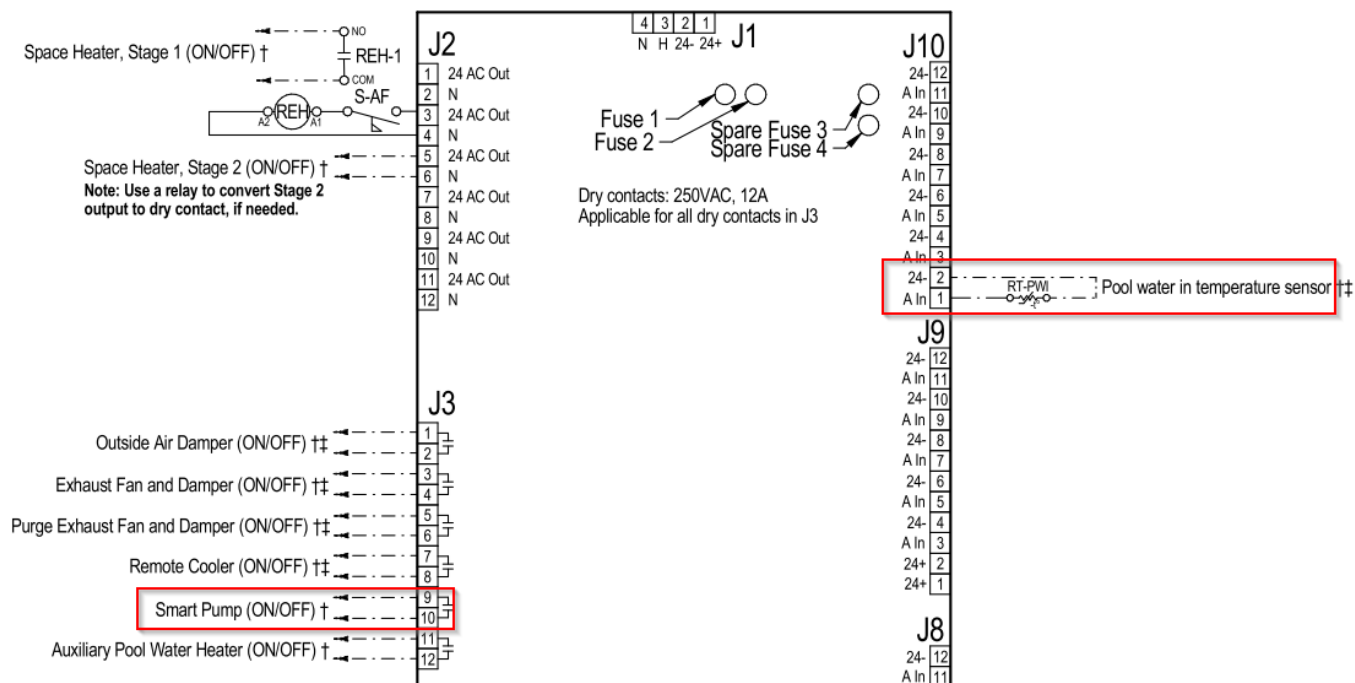 4 3 2 1
N H 24- 24+ J1
J2
1 24 AC Out
2 N
3 24 AC Out
4 N
5 24 AC Out
6 N
7 24 AC Out
8 N
9 24 AC Out
10 N
11 24 AC Out
12 N
NO
Space Heater, Stage 1 (ON/OFF) †
REH-1
COM
S-AF
REH
A2 A1
Space Heater, Stage 2 (ON/OFF) †
Note: Use a relay to convert Stage 2
output to dry contact, if needed.
Fuse 1
Fuse 2
Spare Fuse 3
Spare Fuse 4
Dry contacts: 250VAC, 12A
Applicable for all dry contacts in J3
J10
24- 12
A In 11
24- 10
A In 9
24- 8
A In 7
24- 6
A In 5
24- 4
A In 3
24- 2
A In 1
RT-PWI
Pool water in temperature sensor †‡
J9
24- 12
A In 11
24- 10
A In 9
24- 8
A In 7
24- 6
A In 5
24- 4
A In 3
24+ 2
24+ 1
J3
1
Outside Air Damper (ON/OFF) †‡
2
3
Exhaust Fan and Damper (ON/OFF) †‡
4
5
Purge Exhaust Fan and Damper (ON/OFF) †‡
6
7
Remote Cooler (ON/OFF) †‡
8
9
Smart Pump (ON/OFF) †
10
11
Auxiliary Pool Water Heater (ON/OFF) †
12
J8
24- 12
A In 11